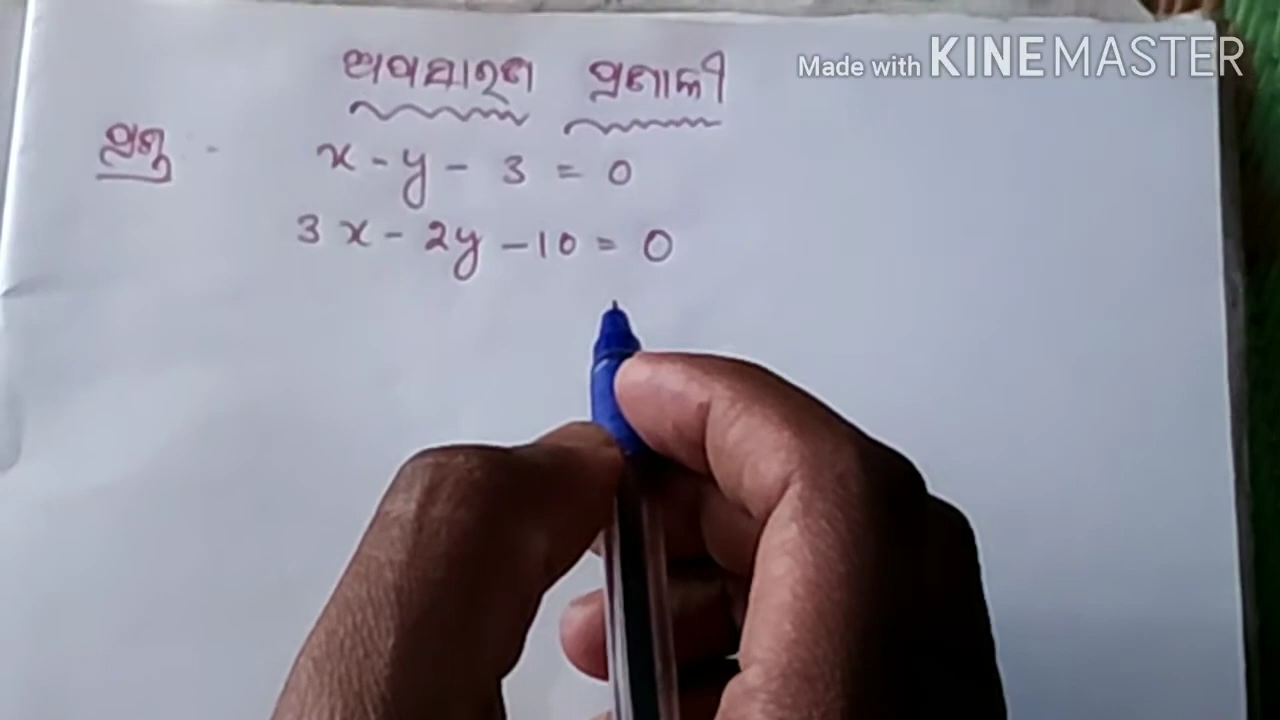 ଅପସାରଣ ପ୍ରଣାଳୀ
Made with KINEMASTER
ପ୍ରଶ୍ନ - x - y - 3 = 0
3x - 2y - 10 = 0